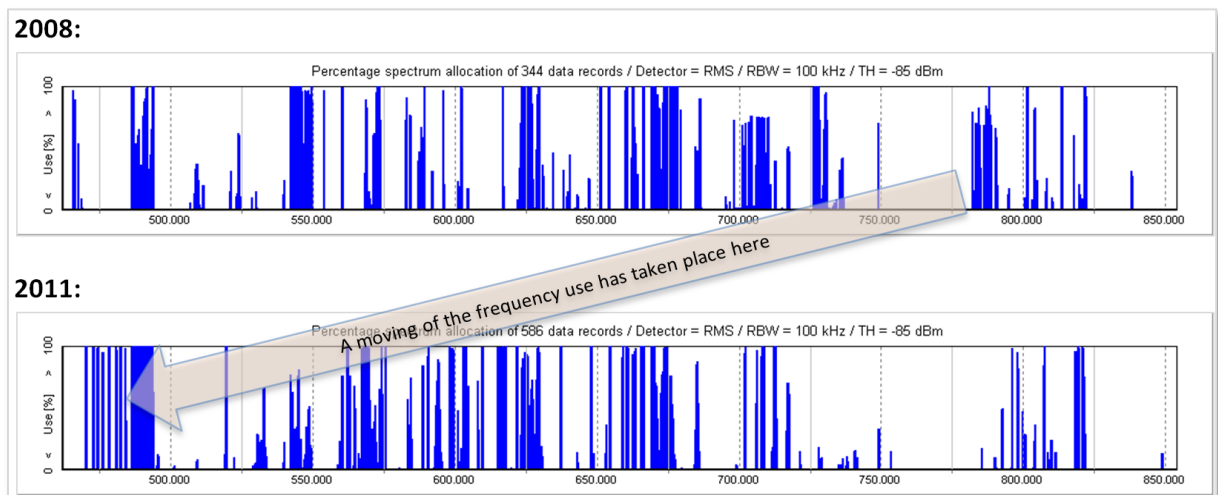 2008:
Percentage spectrum allocation of 344 data records / Detector = RMS / RBW = 100 kHz / TH = -85 dBm
100
^
Use [%]
v
0
500.000 550.000 600.000 650.000 700.000 750.000 800.000 850.000
A moving of the frequency use has taken place here
2011:
Percentage spectrum allocation of 586 data records / Detector = RMS / RBW = 100 kHz / TH = -85 dBm
100
^
Use [%]
v
0
500.000 550.000 600.000 650.000 700.000 750.000 800.000 850.000